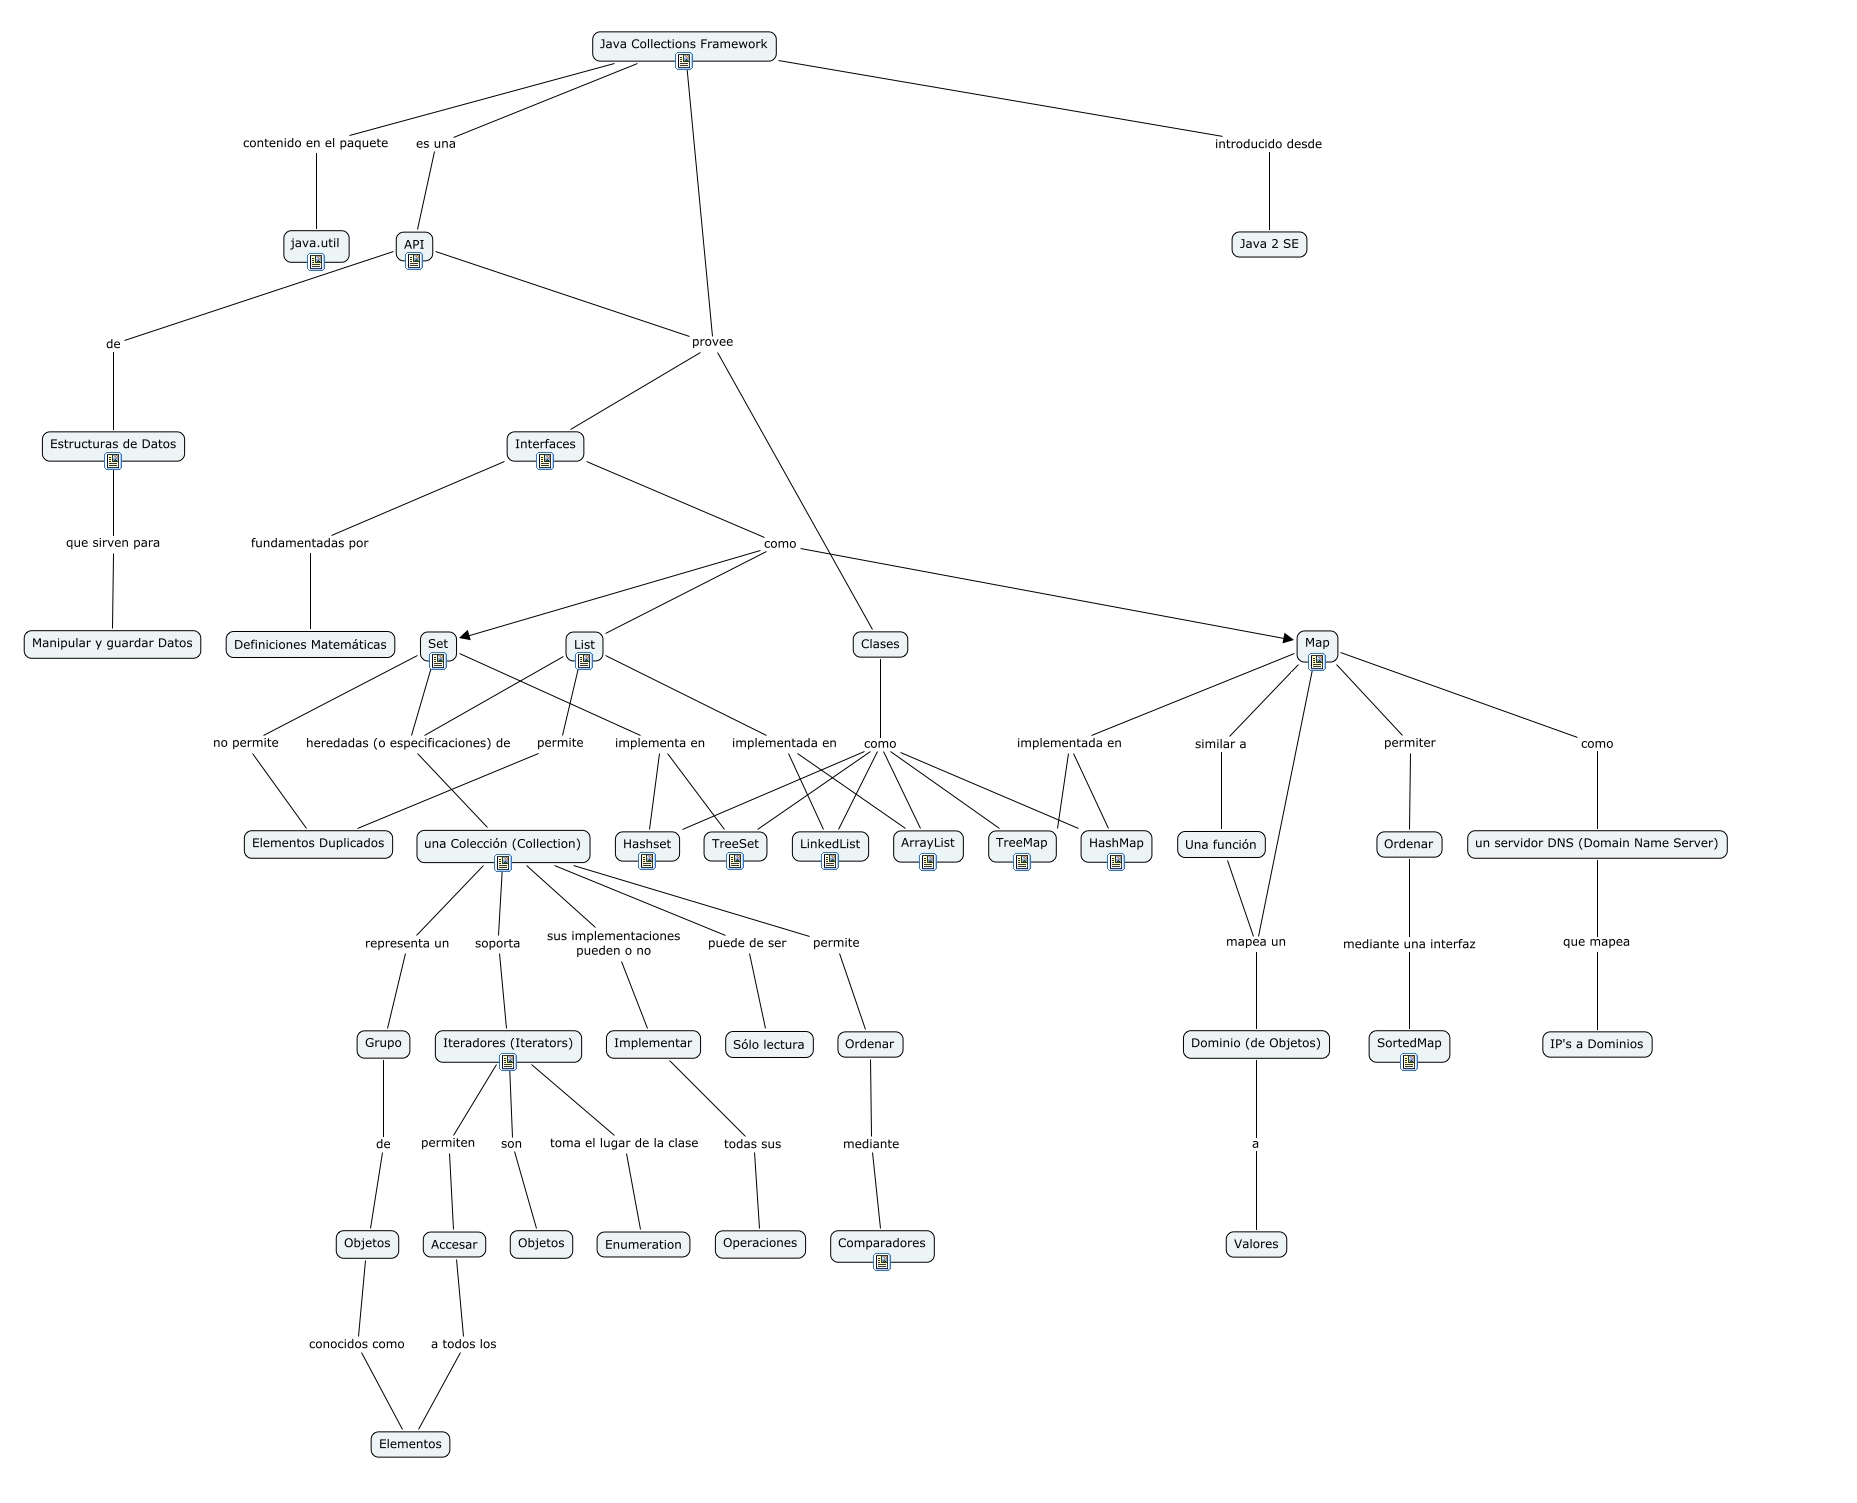 Java Collections Framework
contenido en el paquete
es una
introducido desde
java.util
API
Java 2 SE
de
provee
Estructuras de Datos
Interfaces
que sirven para
fundamentadas por
como
Manipular y guardar Datos
Definiciones Matemáticas
Set
List
Clases
Map
no permite
heredadas (o especificaciones) de
permite
implementa en
implementada en
como
implementada en
similar a
permiter
como
Elementos Duplicados
una Colección (Collection)
Hashset
TreeSet
LinkedList
ArrayList
TreeMap
HashMap
Una función
Ordenar
un servidor DNS (Domain Name Server)
representa un
soporta
sus implementaciones
pueden o no
puede de ser
permite
mapea un
mediante una interfaz
que mapea
Grupo
Iteradores (Iterators)
Implementar
Sólo lectura
Ordenar
Dominio (de Objetos)
SortedMap
IP's a Dominios
de
permiten
son
toma el lugar de la clase
todas sus
mediante
a
Objetos
Accesar
Objetos
Enumeration
Operaciones
Comparadores
Valores
conocidos como
a todos los
Elementos